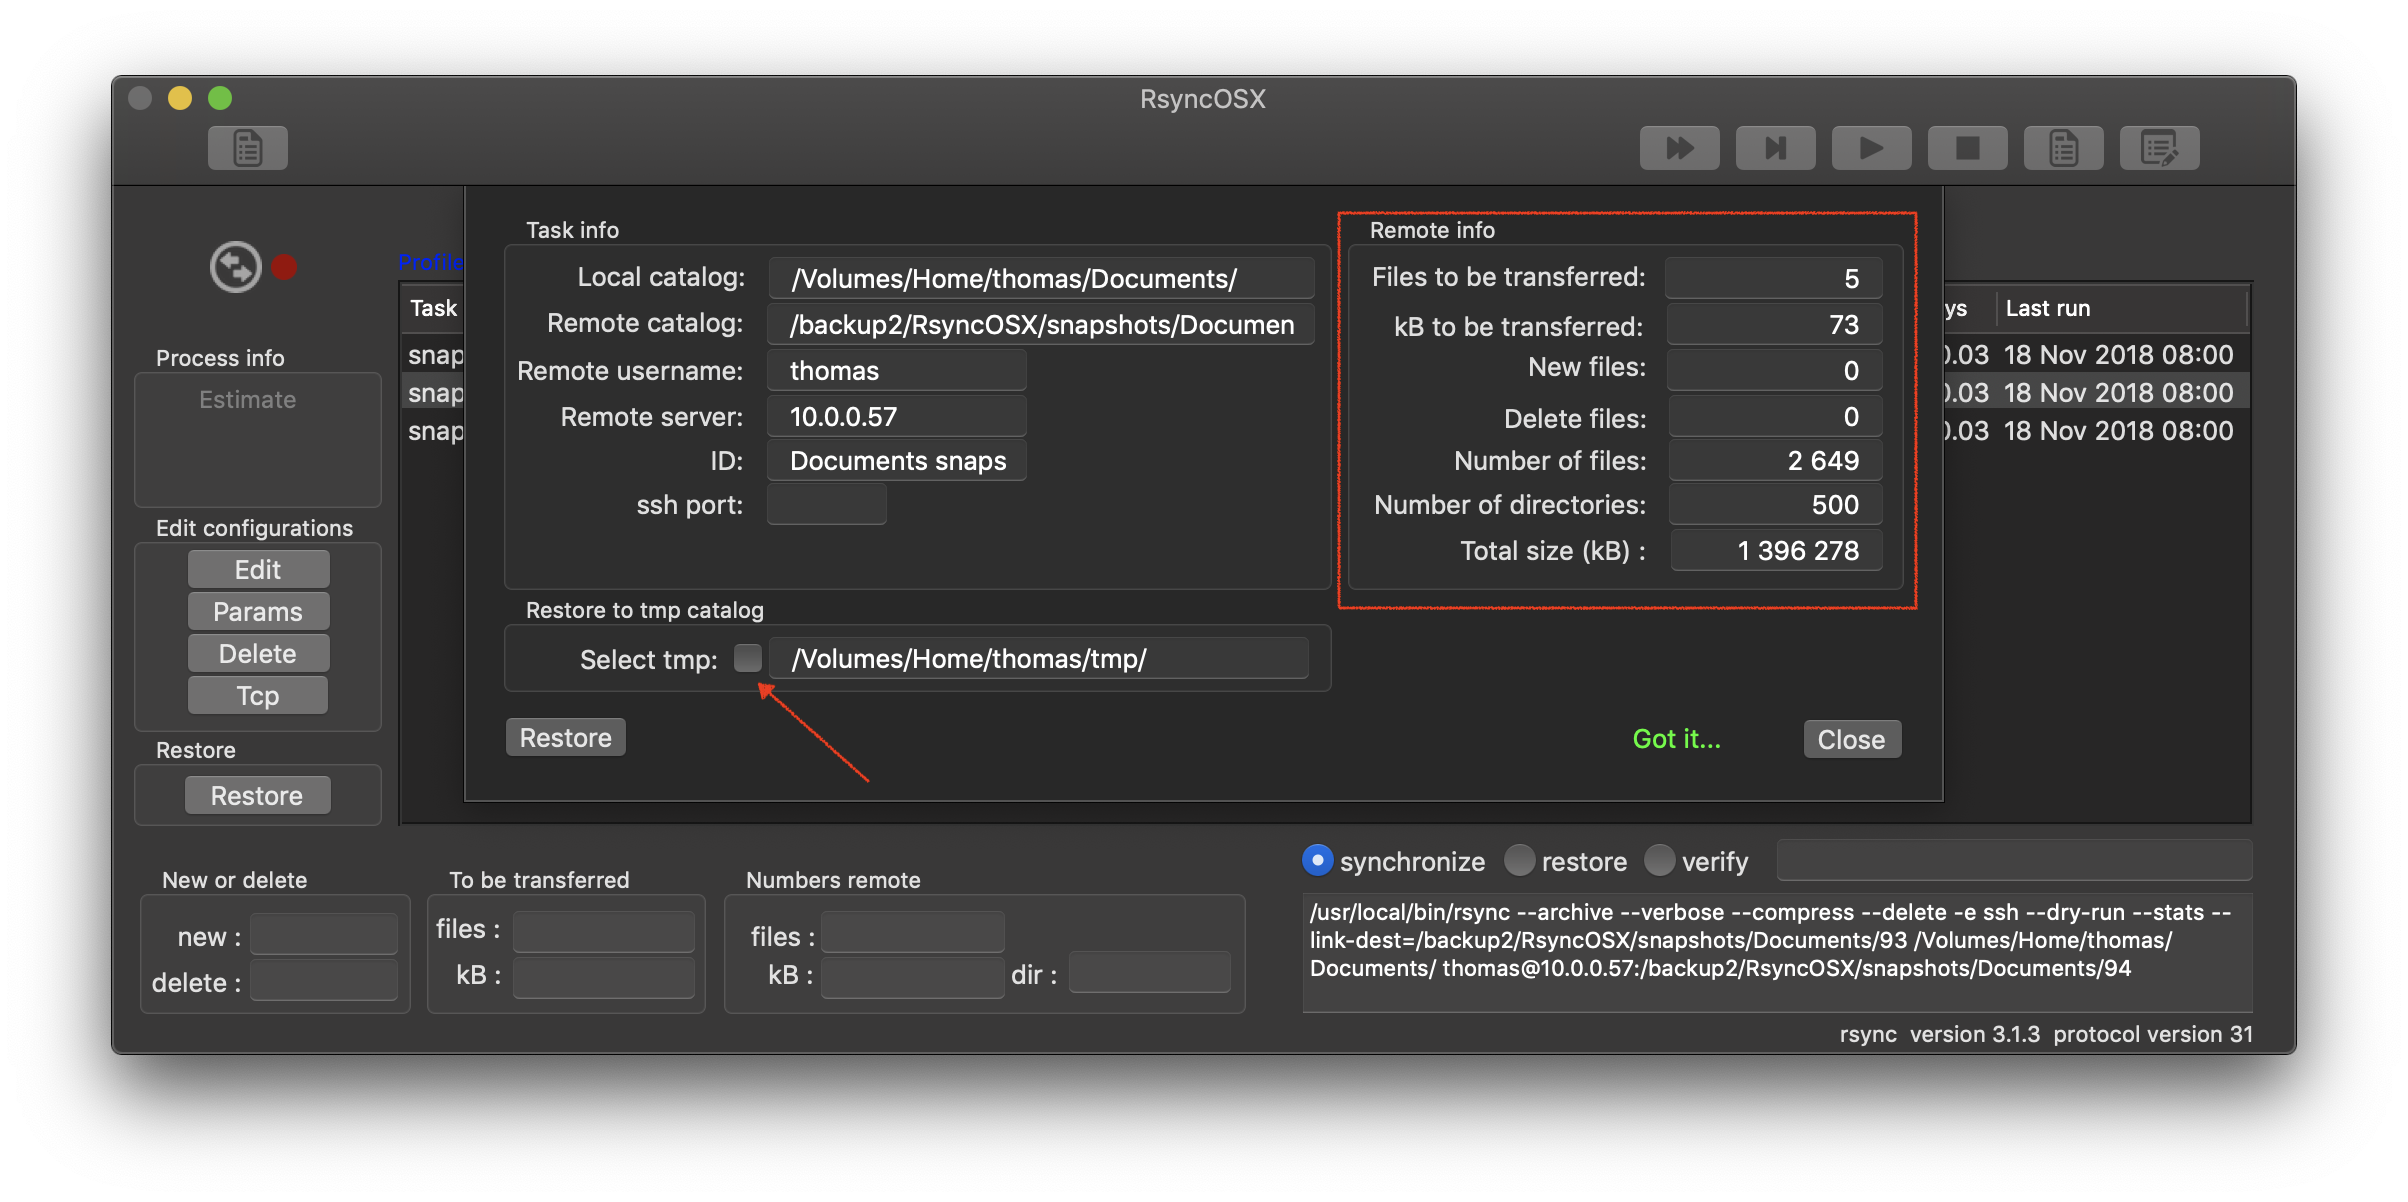 RsyncOSX
Profile
Task
snap
snap
snap
ys
Last run
0.03 18 Nov 2018 08:00
0.03 18 Nov 2018 08:00
0.03 18 Nov 2018 08:00
Process info
Estimate
Edit configurations
Edit
Params
Delete
Tcp
Restore
Restore
Task info
Local catalog: /Volumes/Home/thomas/Documents/
Remote catalog: /backup2/RsyncOSX/snapshots/Documen
Remote username: thomas
Remote server: 10.0.0.57
ID: Documents snaps
ssh port:
Remote info
Files to be transferred: 5
kB to be transferred: 73
New files: 0
Delete files: 0
Number of files: 2 649
Number of directories: 500
Total size (kB) : 1 396 278
Restore to tmp catalog
Select tmp: /Volumes/Home/thomas/tmp/
Restore
Got it...
Close
New or delete
new :
delete :
To be transferred
files :
kB :
Numbers remote
files :
kB :
dir :
synchronize restore verify
/usr/local/bin/rsync --archive --verbose --compress --delete -e ssh --dry-run --stats --
link-dest=/backup2/RsyncOSX/snapshots/Documents/93 /Volumes/Home/thomas/
Documents/ thomas@10.0.0.57:/backup2/RsyncOSX/snapshots/Documents/94
rsync version 3.1.3 protocol version 31